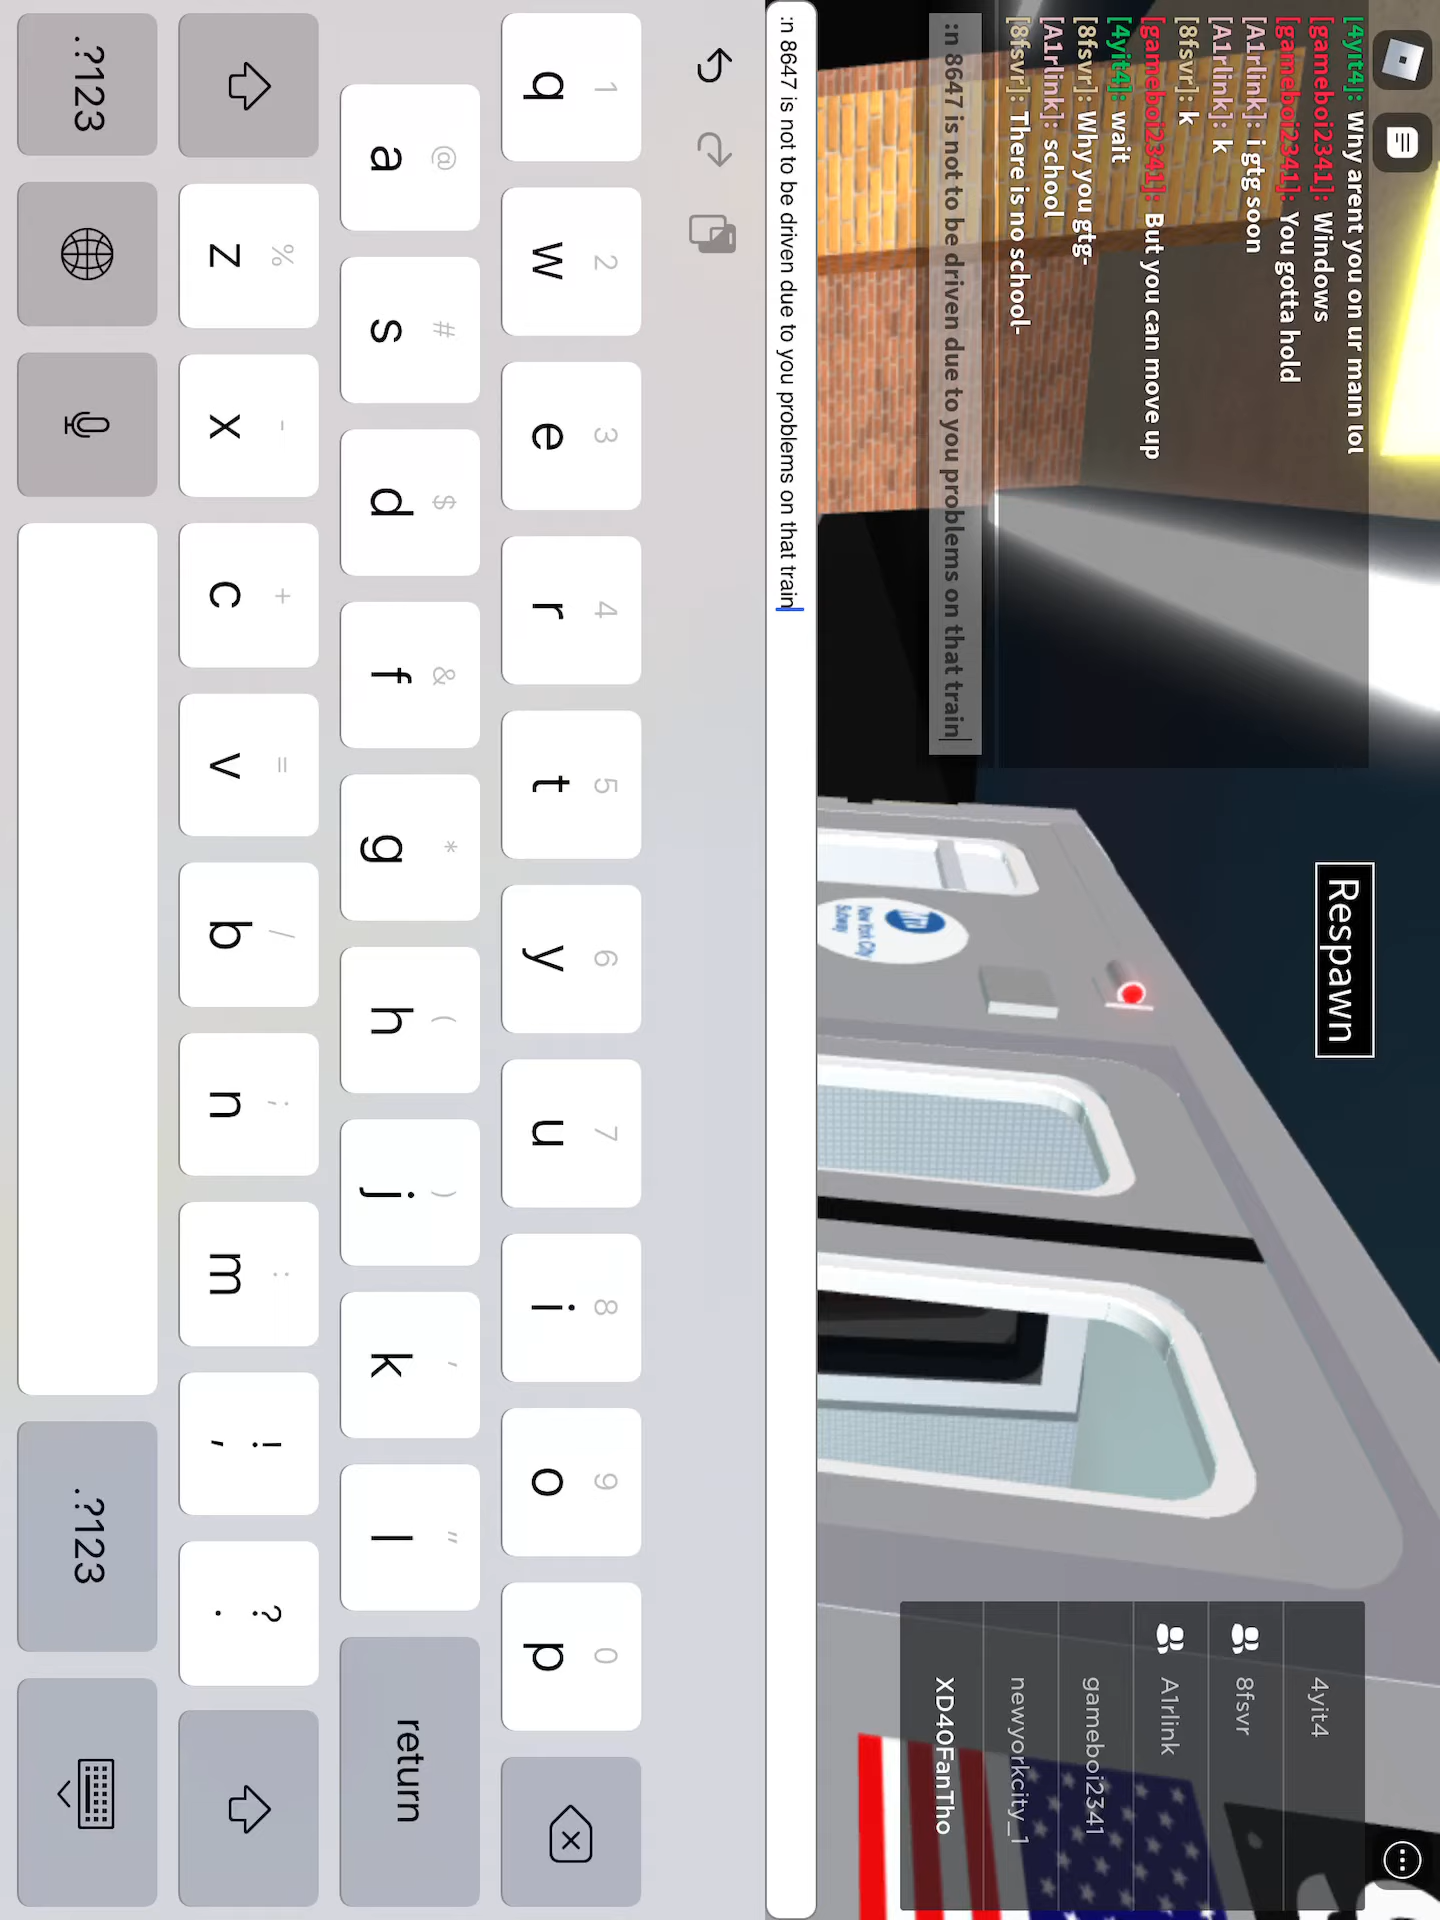 [4yit4]: Why arent you on ur main lol
[gameboi2341]: Windows
[gameboi2341]: You gotta hold
[A1rlink]: i gtg soon
[A1rlink]: k
[8fsvr]: k
[gameboi2341]: But you can move up
[4yit4]: wait
[8fsvr]: Why you gtg-
[A1rlink]: school
[8fsvr]: There is no school-
:n 8647 is not to be driven due to you problems on that train
Respawn
4yit4
8fsvr
A1rlink
gameboi2341
newyorkcity_1
XD40FanTho
New York City
Subway
:n 8647 is not to be driven due to you problems on that train
1 2 3 4 5 6 7 8 9 0
q w e r t y u i o p
@ # $ & * ( ) ' "
a s d f g h j k l return
% - + = / ; : ! ?
z x c v b n m , .
.?123 .?123